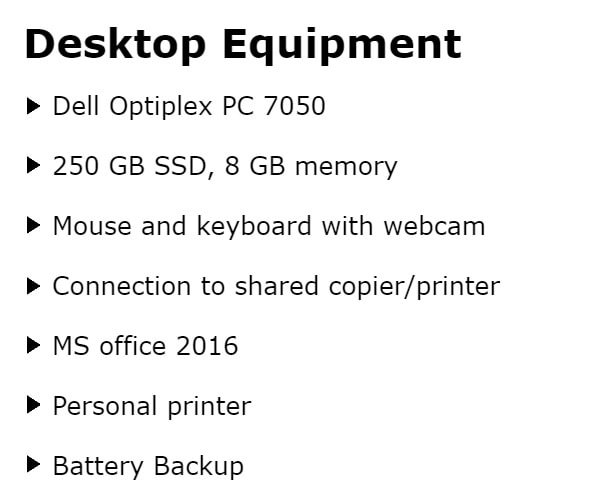 Desktop Equipment
Dell Optiplex PC 7050
250 GB SSD, 8 GB memory
Mouse and keyboard with webcam
Connection to shared copier/printer
MS office 2016
Personal printer
Battery Backup